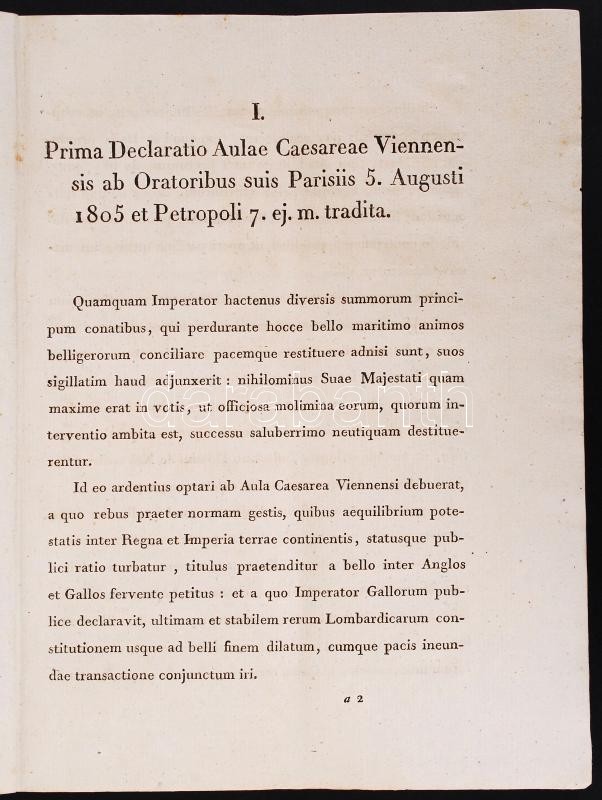 I.
Prima Declaratio Aulae Caesareae Viennen-
sis ab Oratoribus suis Parisiis 5. Augusti
1805 et Petropoli 7. ej. m. tradita.
Quamquam Imperator hactenus diversis summorum princi-
pum conatibus, qui perdurante hocce bello maritimo animos
belligerorum conciliare pacemque restituere adnisi sunt, suos
sigillatim haud adjunxerit: nihilominus Suae Majestati quam
maxime erat in votis, ut officiosa molimina eorum, quorum in-
terventio ambita est, successu saluberrimo neutiquam destitue-
rentur.
darabanth
Id eo ardentius optari ab Aula Caesarea Viennensi debuerat,
a quo rebus praeter normam gestis, quibus aequilibrium pote-
statis inter Regna et Imperia terrae continentis, statusque pub-
lici ratio turbatur, titulus praetenditur a bello inter Anglos
et Gallos fervente petitus: et a quo Imperator Gallorum pub-
lice declaravit, ultimam et stabilem rerum Lombardicarum con-
stitutionem usque ad belli finem dilatum, cumque pacis ineun-
dae transactione conjunctum iri.
a 2